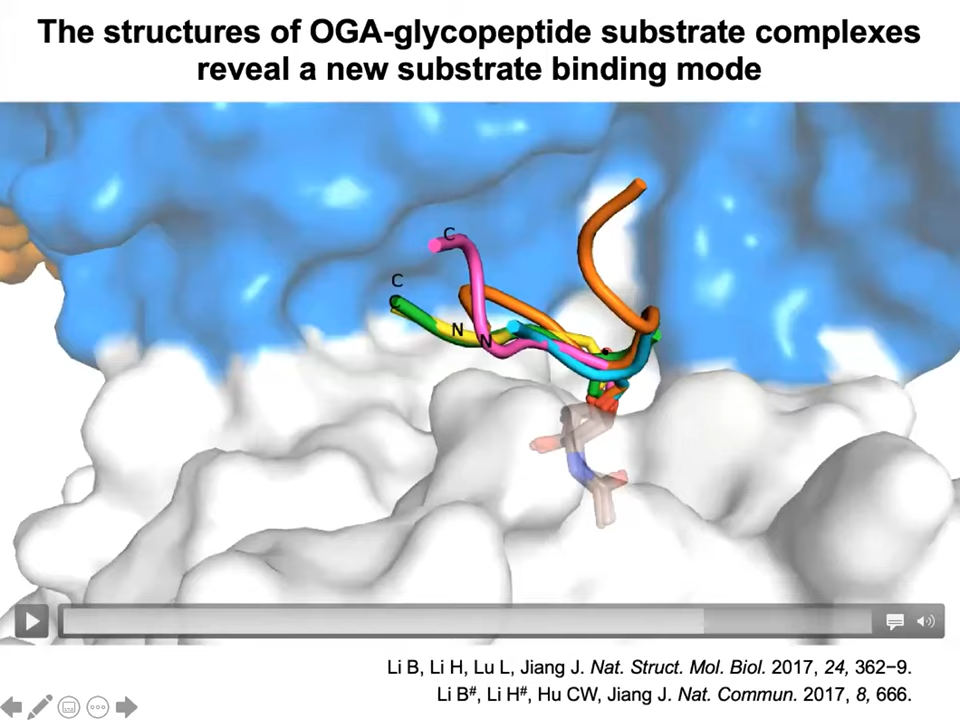 The structures of OGA-glycopeptide substrate complexes
reveal a new substrate binding mode
C
C
N
N
Li B, Li H, Lu L, Jiang J. Nat. Struct. Mol. Biol. 2017, 24, 362−9.
Li B#, Li H#, Hu CW, Jiang J. Nat. Commun. 2017, 8, 666.